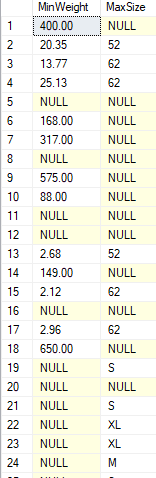 MinWeight MaxSize
1 400.00 NULL
2 20.35 52
3 13.77 62
4 25.13 62
5 NULL NULL
6 168.00 NULL
7 317.00 NULL
8 NULL NULL
9 575.00 NULL
10 88.00 NULL
11 NULL NULL
12 NULL NULL
13 2.68 52
14 149.00 NULL
15 2.12 62
16 NULL NULL
17 2.96 62
18 650.00 NULL
19 NULL S
20 NULL NULL
21 NULL S
22 NULL XL
23 NULL XL
24 NULL M